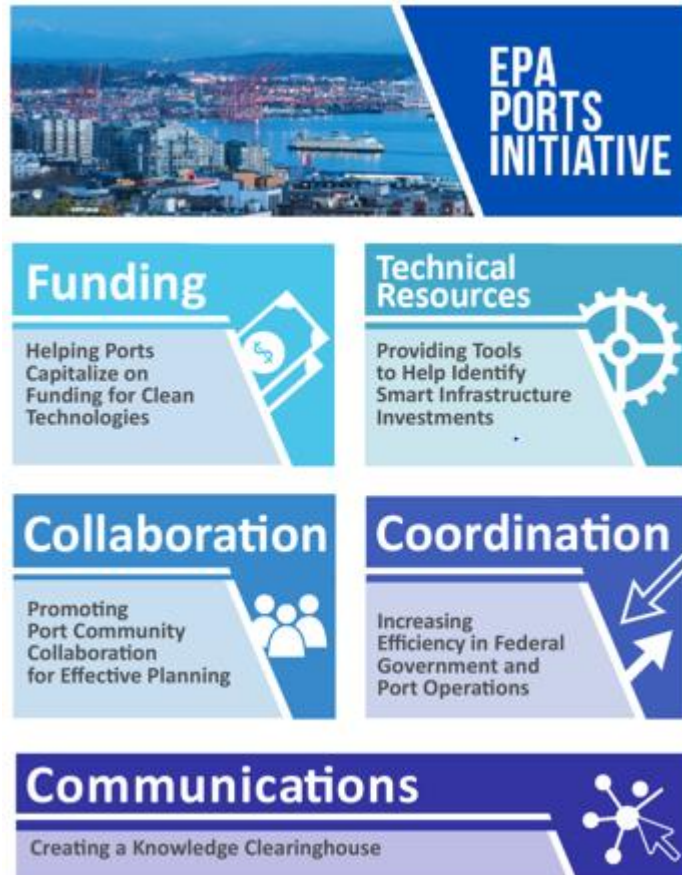 EPA
PORTS
INITIATIVE
Funding
Helping Ports
Capitalize on
Funding for Clean
Technologies
Technical
Resources
Providing Tools
to Help Identify
Smart Infrastructure
Investments
Collaboration
Promoting
Port Community
Collaboration
for Effective Planning
Coordination
Increasing
Efficiency in Federal
Government and
Port Operations
Communications
Creating a Knowledge Clearinghouse